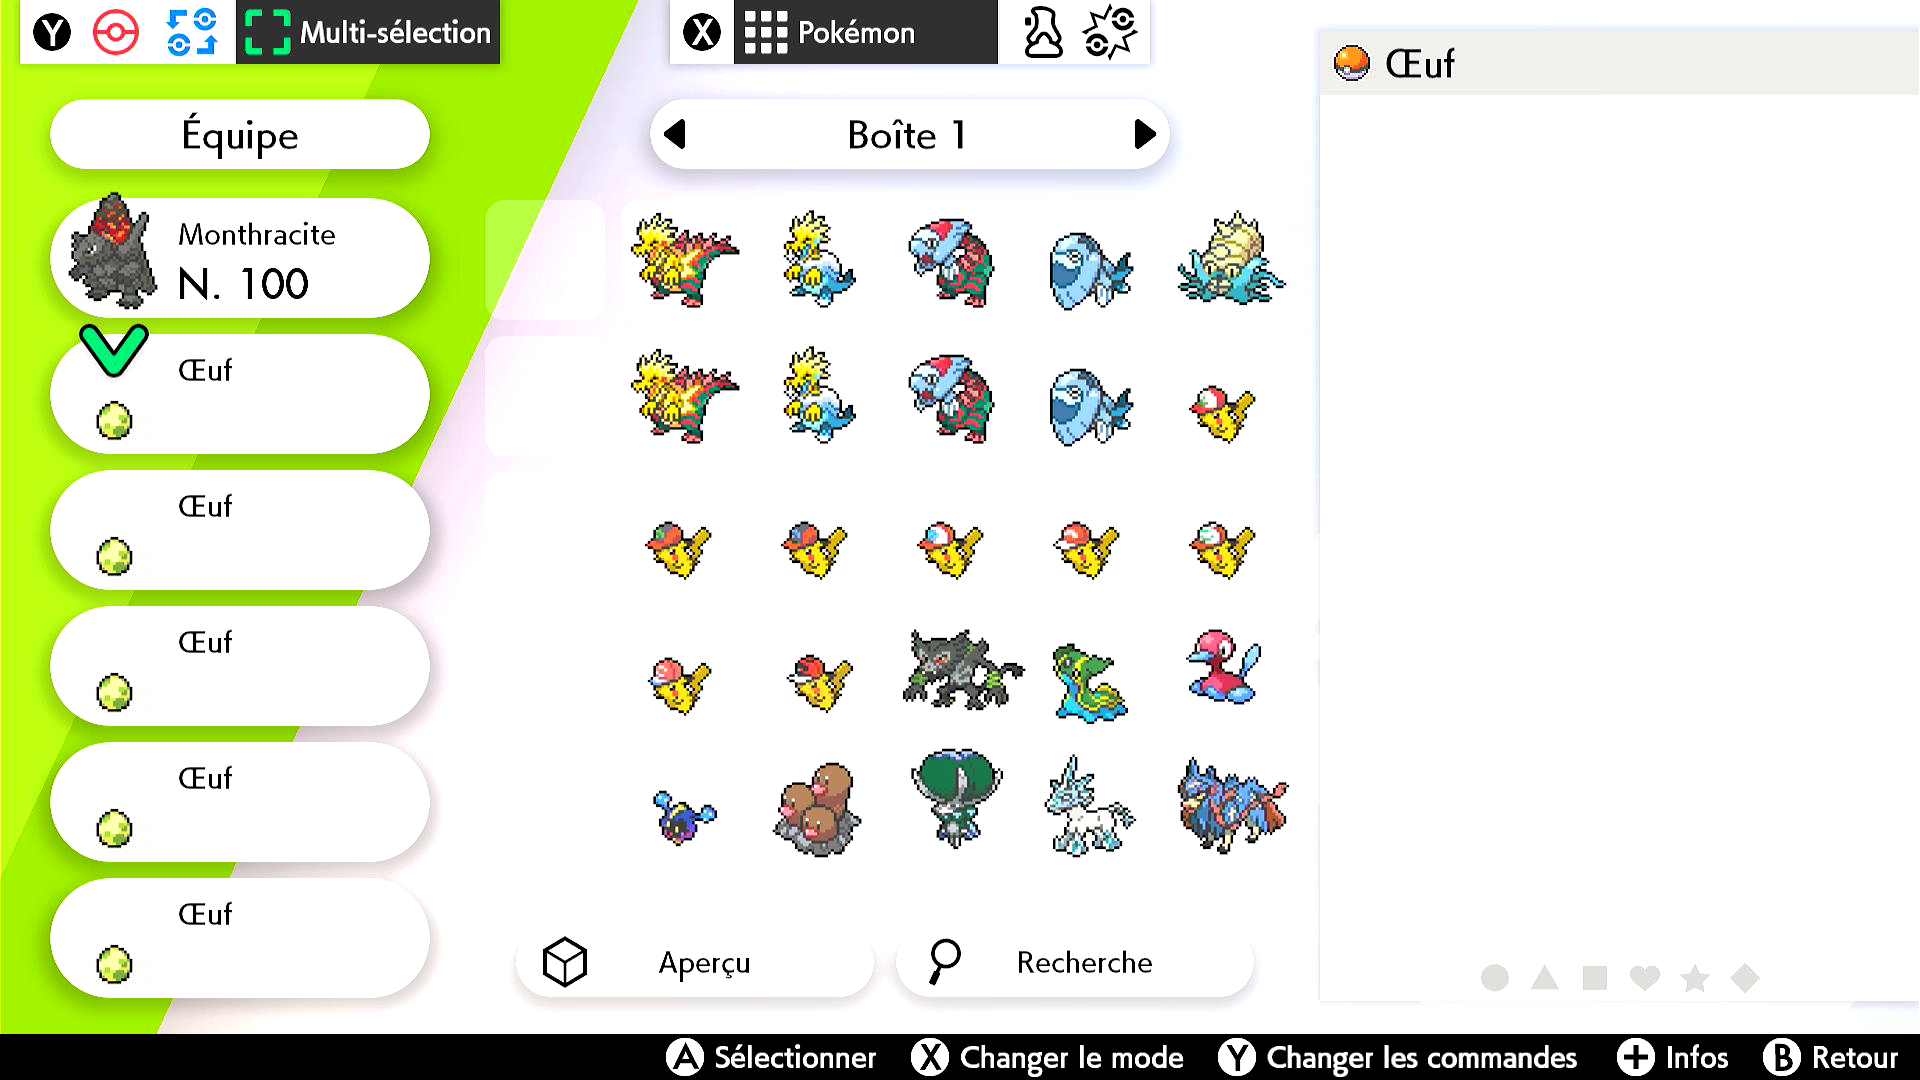 Y Multi-sélection
X Pokémon
Œuf
Équipe
Boîte 1
Monthracite
N. 100
Œuf
Œuf
Œuf
Œuf
Œuf
Aperçu
Recherche
A Sélectionner X Changer le mode Y Changer les commandes + Infos B Retour